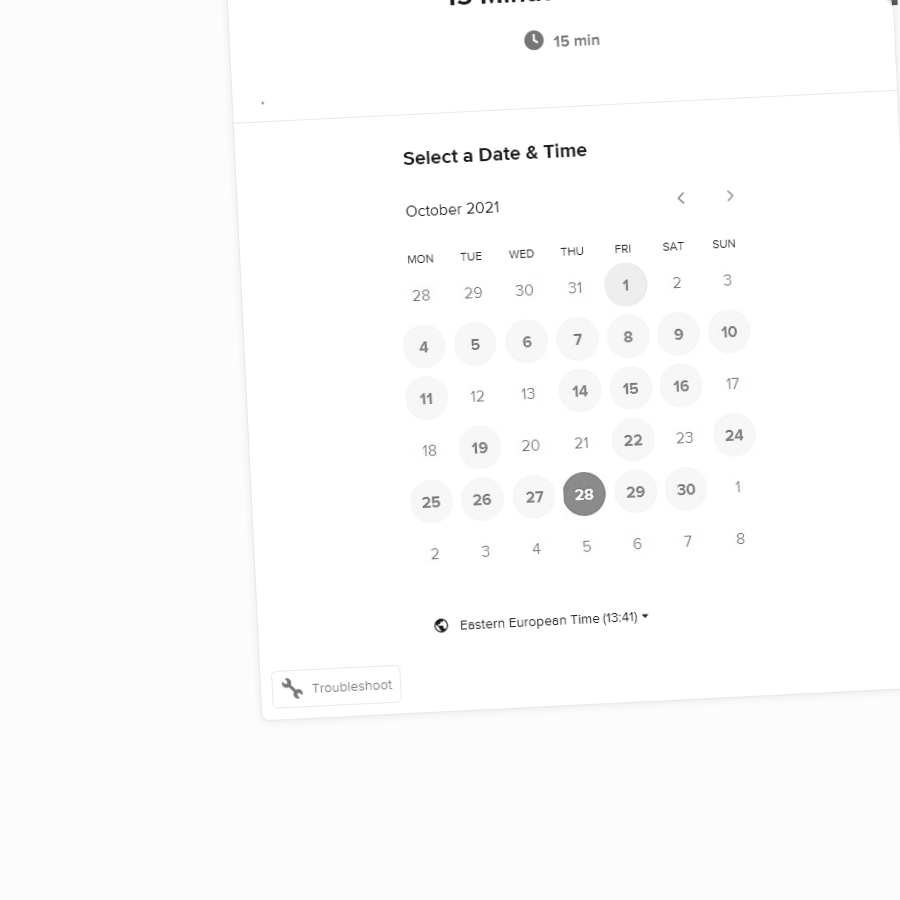 15 min
Select a Date & Time
October 2021
MON TUE WED THU FRI SAT SUN
28 29 30 31 1 2 3
4 5 6 7 8 9 10
11 12 13 14 15 16 17
18 19 20 21 22 23 24
25 26 27 28 29 30 1
2 3 4 5 6 7 8
Eastern European Time (13:41)
Troubleshoot